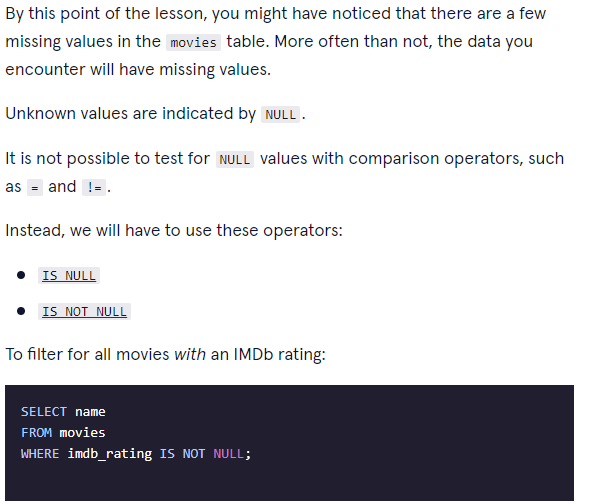 By this point of the lesson, you might have noticed that there are a few
missing values in the movies table. More often than not, the data you
encounter will have missing values.
Unknown values are indicated by NULL .
It is not possible to test for NULL values with comparison operators, such
as = and != .
Instead, we will have to use these operators:
• IS NULL
• IS NOT NULL
To filter for all movies with an IMDb rating:
SELECT name
FROM movies
WHERE imdb_rating IS NOT NULL;